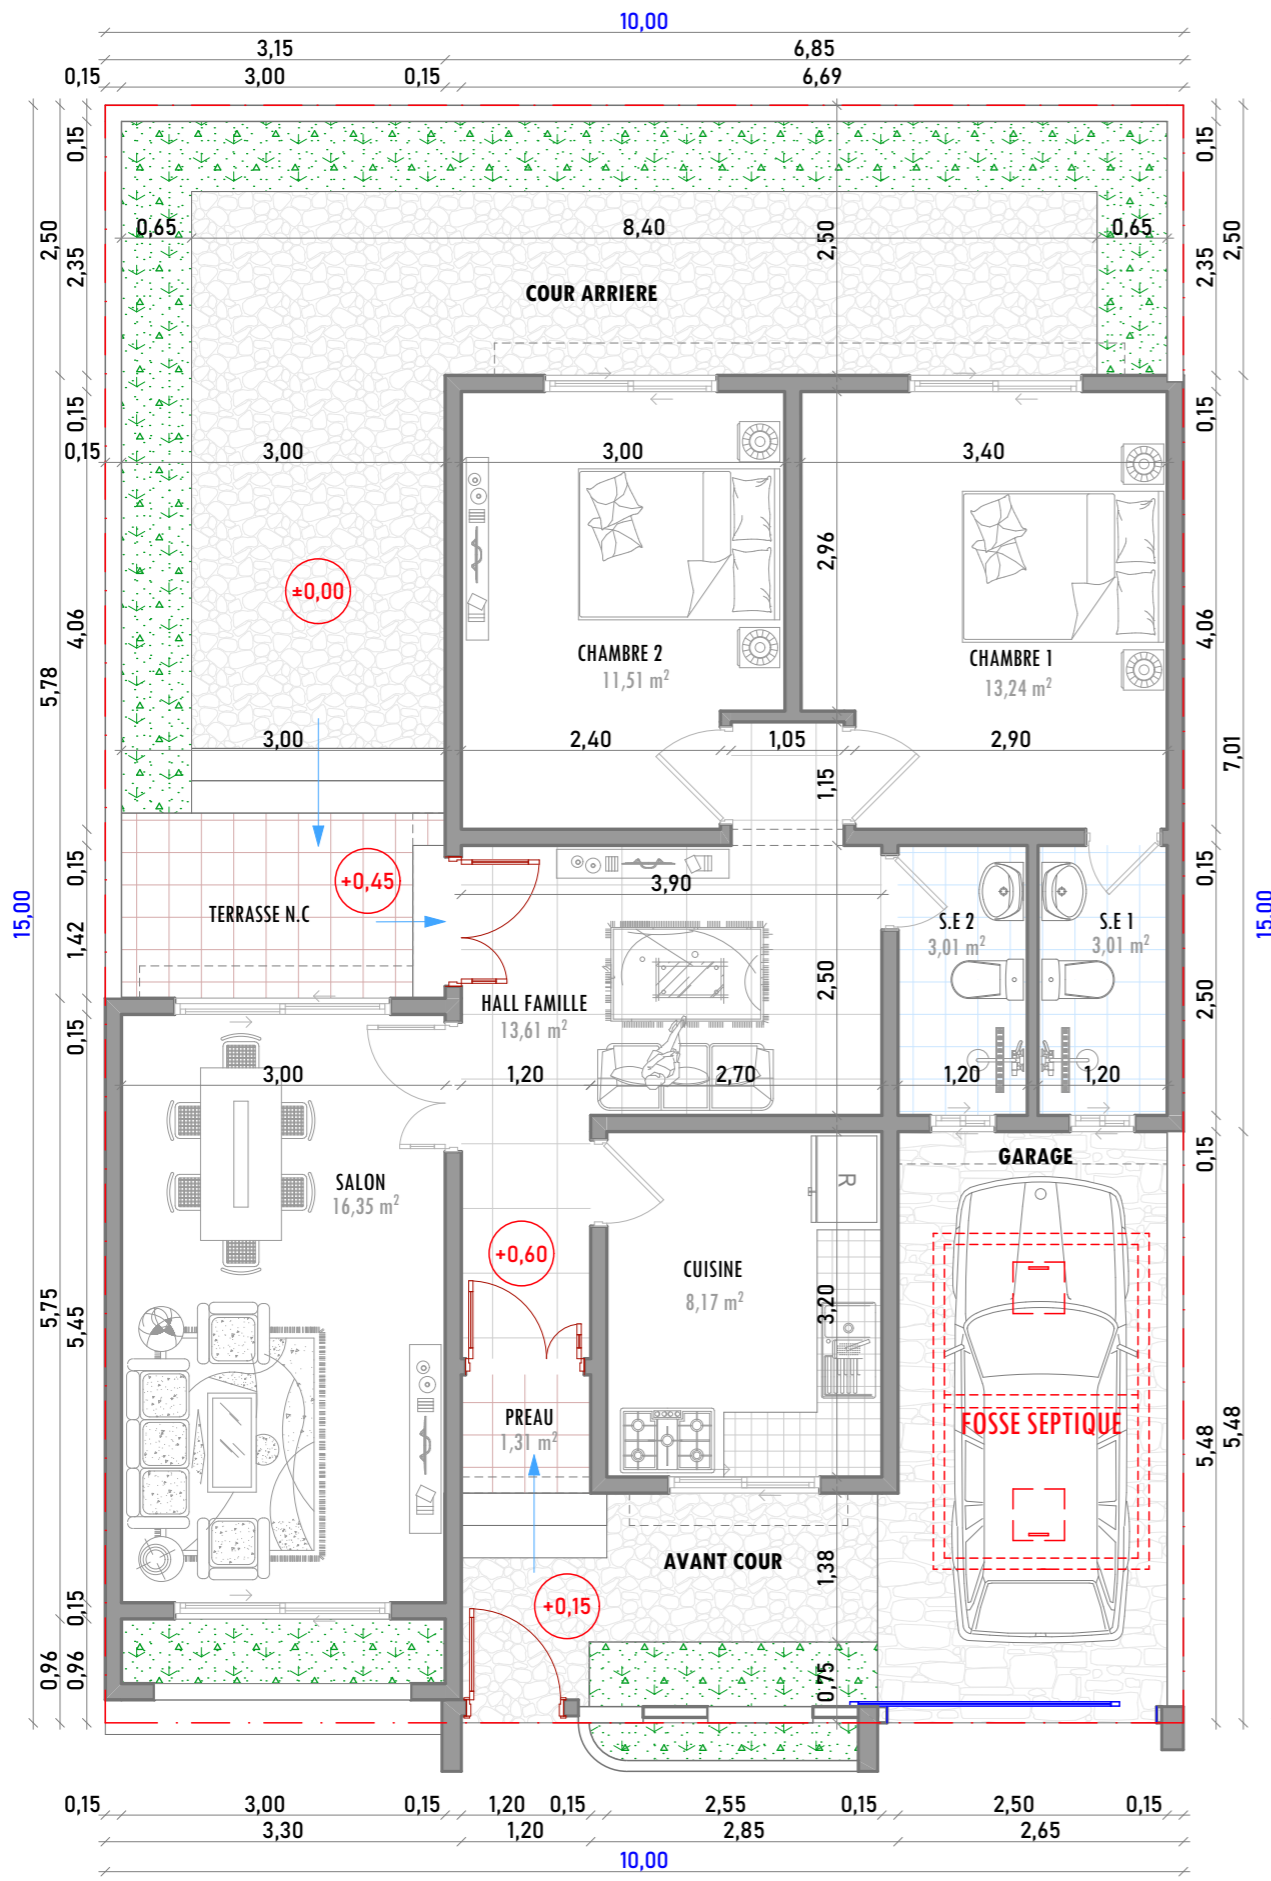 10,00
3,15 6,85
0,15 3,00 0,15 6,69
0,15 0,15
2,50 2,35 0,65 8,40 2,50 0,65 2,35 2,50
COUR ARRIERE
0,15 0,15
0,15 3,00 3,00 3,40
2,96
±0,00
4,06 4,06
CHAMBRE 2
11,51 m²
CHAMBRE 1
13,24 m²
5,78
3,00 2,40 1,05 2,90
1,15 7,01
0,15 0,15
+0,45 3,90
15,00 15,00
TERRASSE N.C
S.E 2
3,01 m²
S.E 1
3,01 m²
1,42
HALL FAMILLE
13,61 m²
2,50 2,50
0,15
3,00 1,20 2,70 1,20 1,20
GARAGE
0,15
SALON
16,35 m²
R
+0,60
CUISINE
8,17 m²
3,20
5,75 5,45
PREAU
1,31 m²
FOSSE SEPTIQUE
5,48 5,48
AVANT COUR
1,38
0,15
+0,15
0,96 0,96 0,75
0,15 3,00 0,15 1,20 0,15 2,55 0,15 2,50 0,15
3,30 1,20 2,85 2,65
10,00